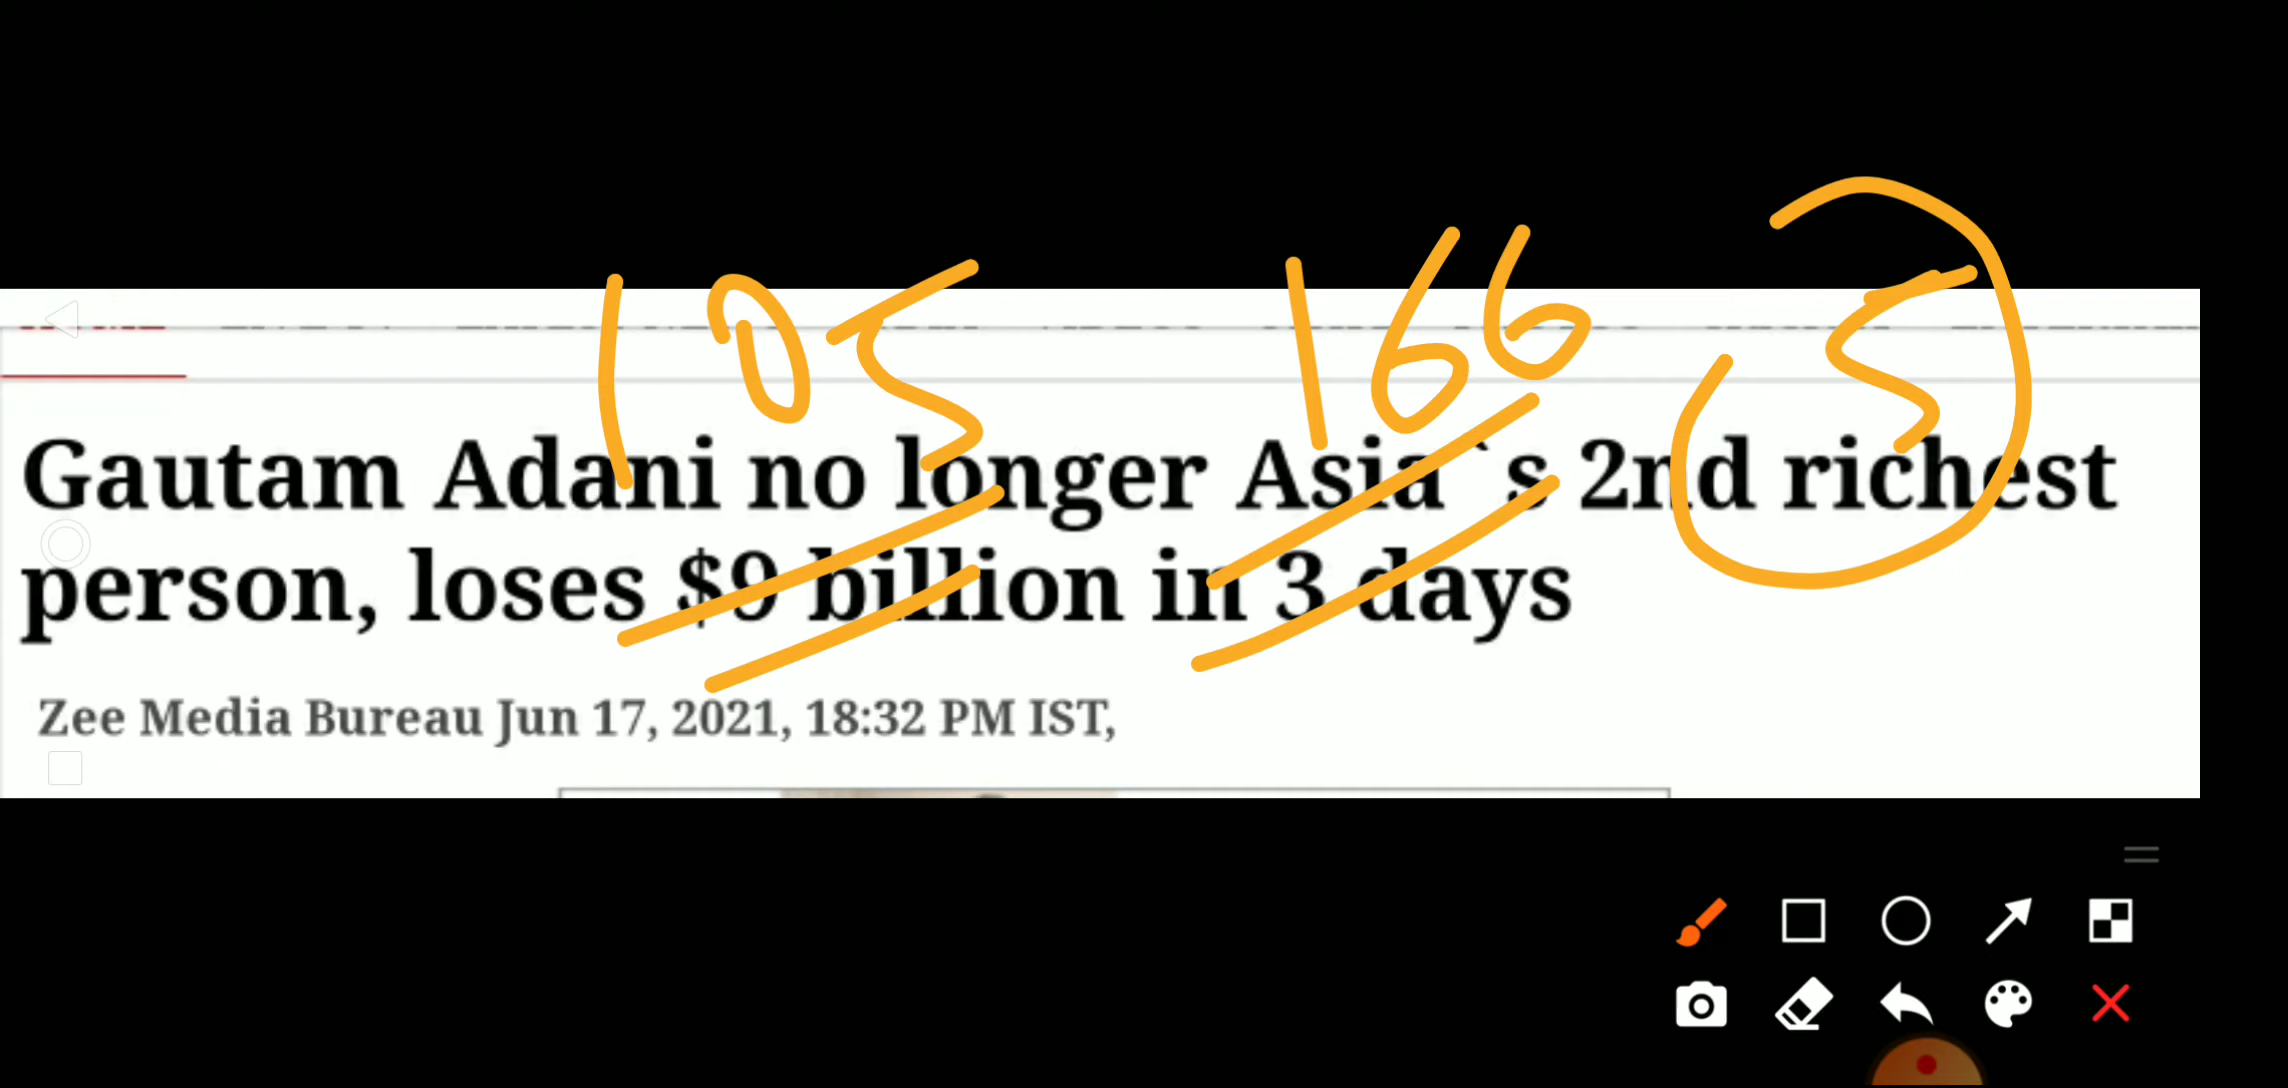 105 166 5
Gautam Adani no longer Asia`s 2nd richest
person, loses $9 billion in 3 days
Zee Media Bureau Jun 17, 2021, 18:32 PM IST,